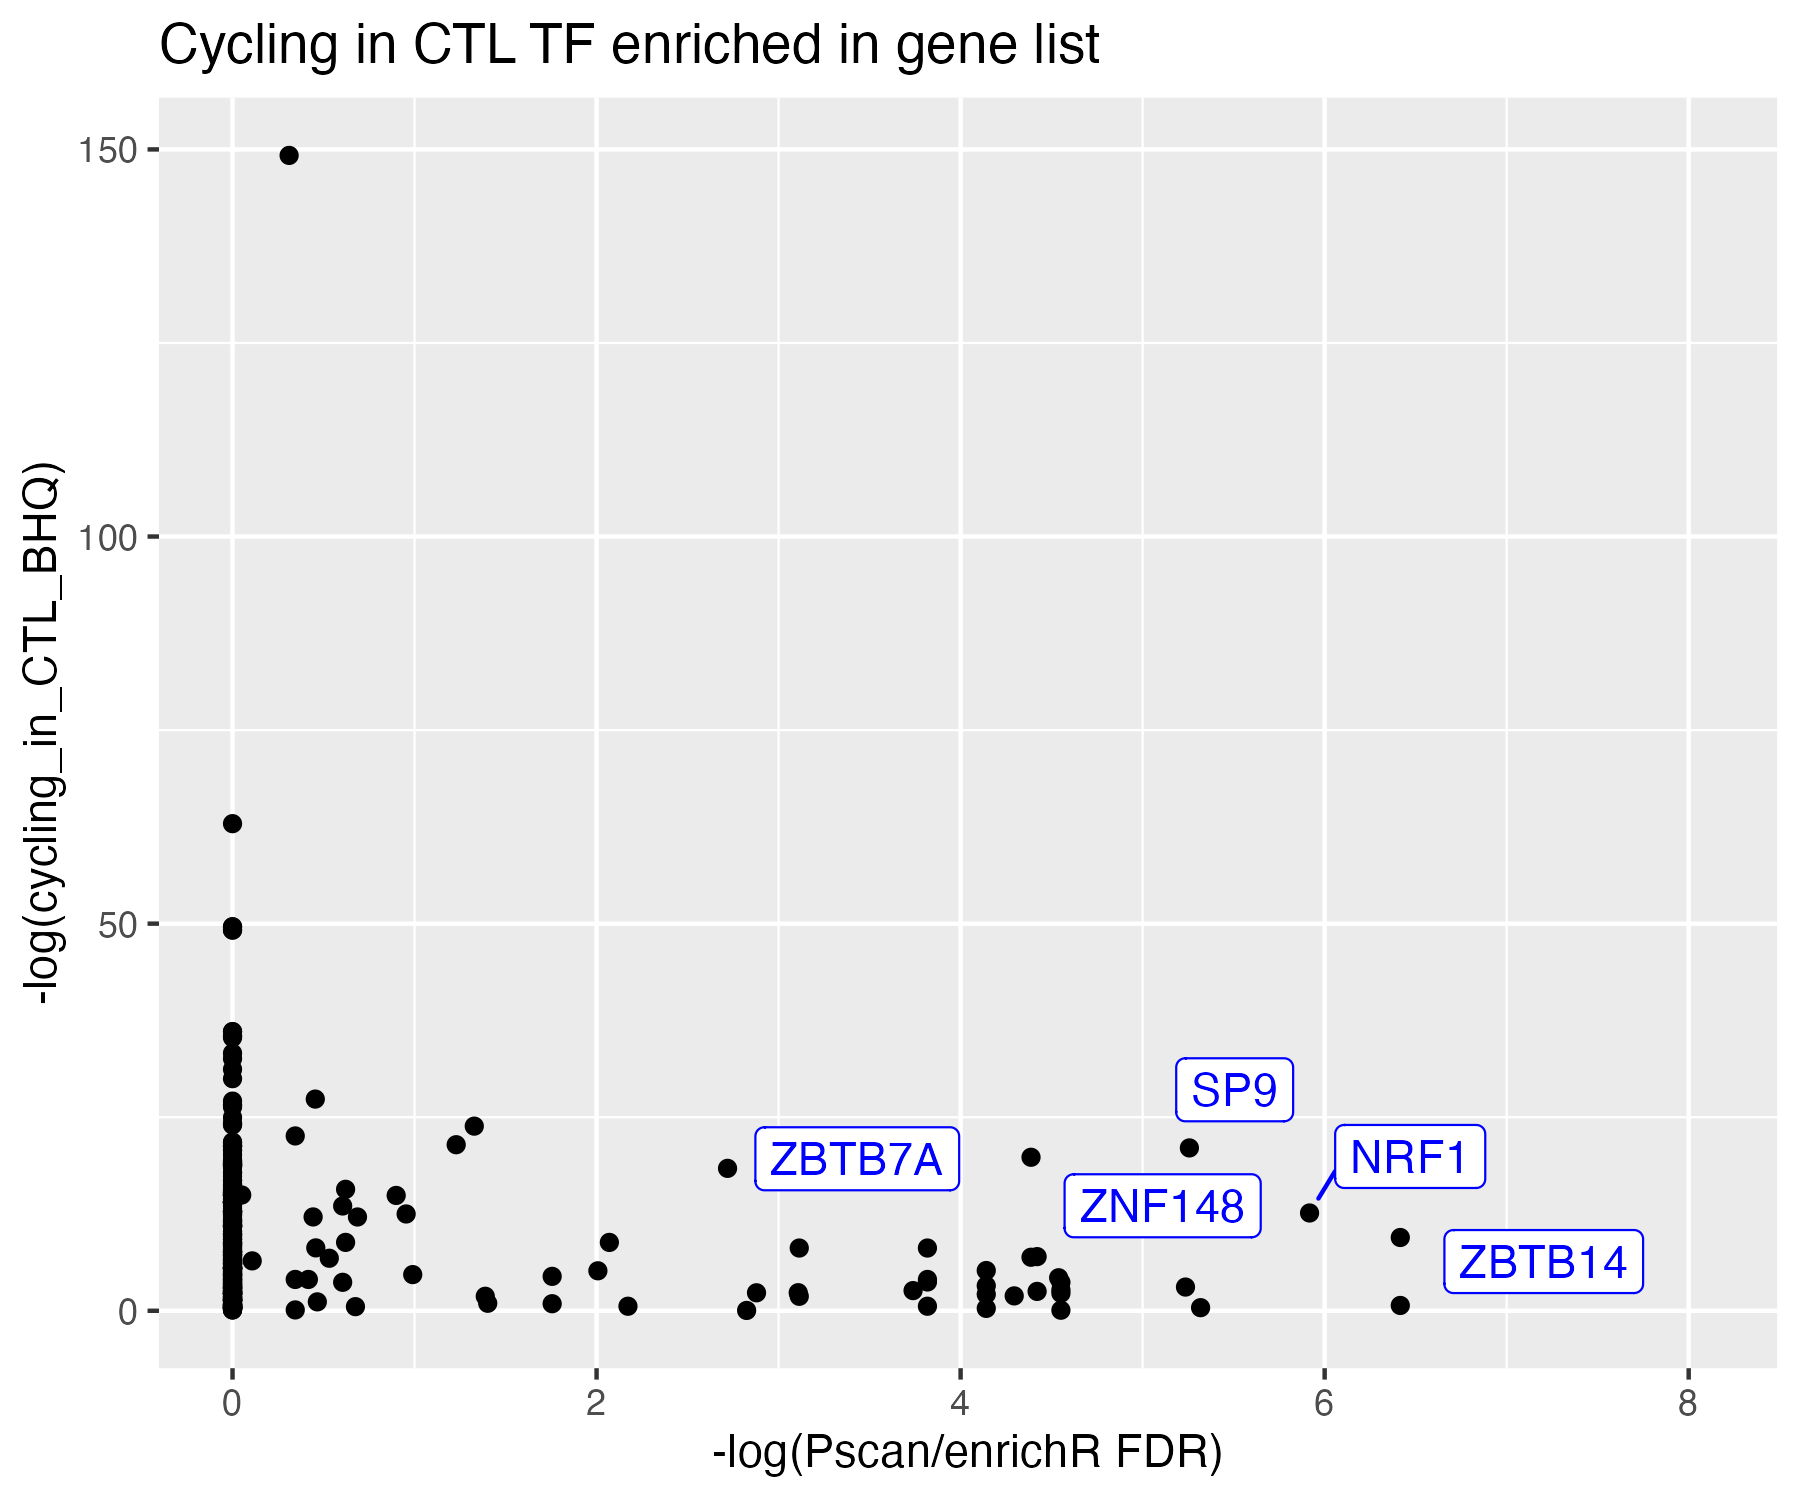 Cycling in CTL TF enriched in gene list
-log(cycling_in_CTL_BHQ)
150
100
50
0
SP9
NRF1
ZBTB7A
ZNF148
ZBTB14
0 2 4 6 8
-log(Pscan/enrichR FDR)